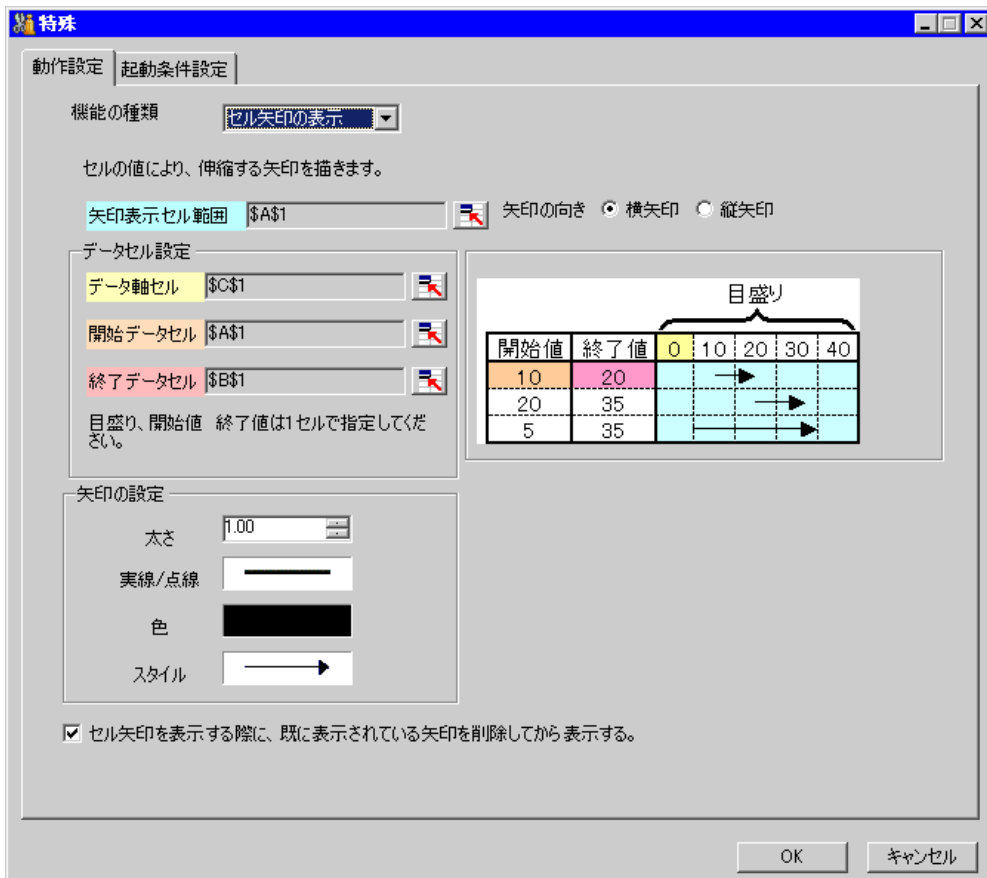 特殊
動作設定 起動条件設定
機能の種類 セル矢印の表示
セルの値により、伸縮する矢印を描きます。
矢印表示セル範囲 $A$1 矢印の向き 横矢印 縦矢印
データセル設定
データ軸セル $C$1
開始データセル $A$1
終了データセル $B$1
目盛り、開始値 終了値は1セルで指定してくだ
さい。
目盛り
開始値 終了値 0 10 20 30 40
10 20
20 35
5 35
矢印の設定
太さ 1.00
実線/点線
色
スタイル
セル矢印を表示する際に、既に表示されている矢印を削除してから表示する。
OK キャンセル